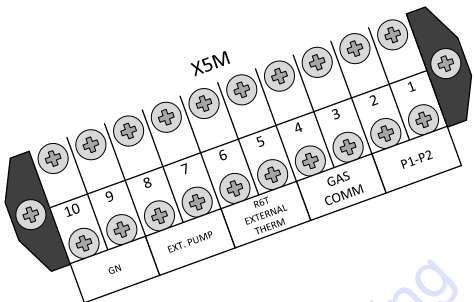 X5M
10 9 8 7 6 5 4 3 2 1
GN
EXT. PUMP
R6T
EXTERNAL
THERM
GAS
COMM
P1-P2
ing